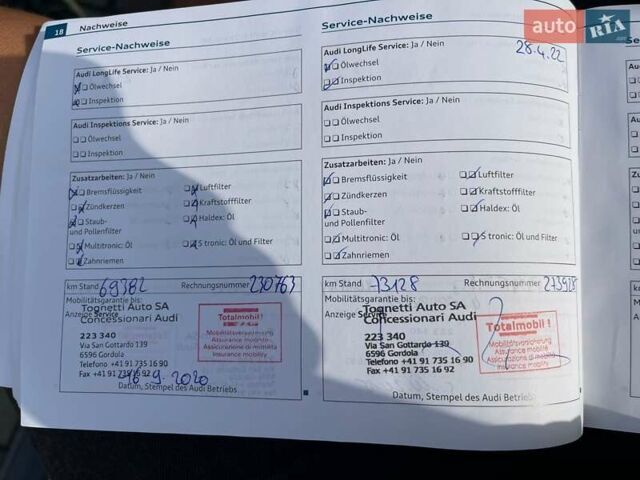 18 Nachweise
Service-Nachweise
Audi LongLife Service: Ja / Nein
Ölwechsel
Inspektion
Audi Inspektions Service: Ja / Nein
Ölwechsel
Inspektion
Zusatzarbeiten: Ja / Nein
Bremsflüssigkeit
Luftfilter
Zündkerzen
Kraftstofffilter
Staub-
und Pollenfilter
Haldex: Öl
Multitronic: Öl
S tronic: Öl und Filter
Zahnriemen
km Stand 69382 Rechnungsnummer 230763
Mobilitätsgarantie bis:
Anzeige Service
Tognetti Auto SA
Concessionari Audi
223 340
Via San Gottardo 139
6596 Gordola
Telefono +41 91 735 16 90
Fax +41 91 735 16 92
Totalmobil!
Mobilitätsversicherung
Assurance mobilité
Assicurazione di mobilità
Insurance mobility
16.9.2020
Datum, Stempel des Audi Betriebs
Service-Nachweise
28.4.22
Audi LongLife Service: Ja / Nein
Ölwechsel
Inspektion
Audi Inspektions Service: Ja / Nein
Ölwechsel
Inspektion
Zusatzarbeiten: Ja / Nein
Bremsflüssigkeit
Luftfilter
Zündkerzen
Kraftstofffilter
Staub-
und Pollenfilter
Haldex: Öl
Multitronic: Öl
S tronic: Öl und Filter
Zahnriemen
km Stand 73128 Rechnungsnummer
Mobilitätsgarantie bis:
Anzeige Service
Tognetti Auto SA
Concessionari Audi
223 340
Via San Gottardo 139
6596 Gordola
Telefono +41 91 735 16 90
Fax +41 91 735 16 92
Totalmobil!
Mobilitätsversicherung
Assurance mobilité
Assicurazione di mobilità
Insurance mobility
Datum, Stempel des Audi Betriebs
auto RIA